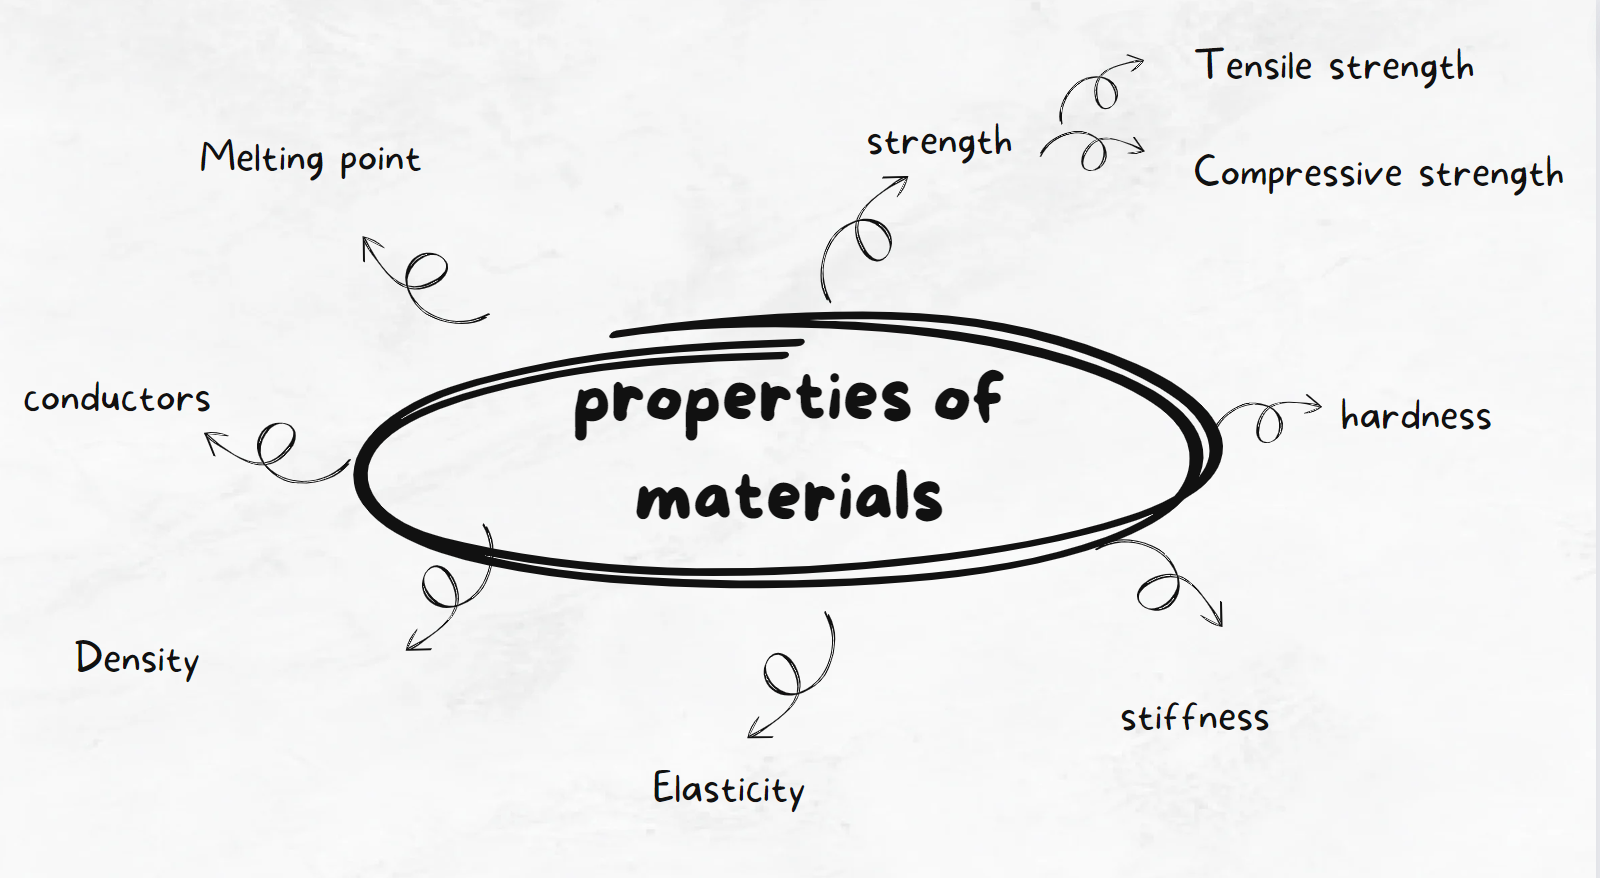 Tensile strength
strength
Melting point
Compressive strength
properties of
materials
conductors
hardness
Density
stiffness
Elasticity